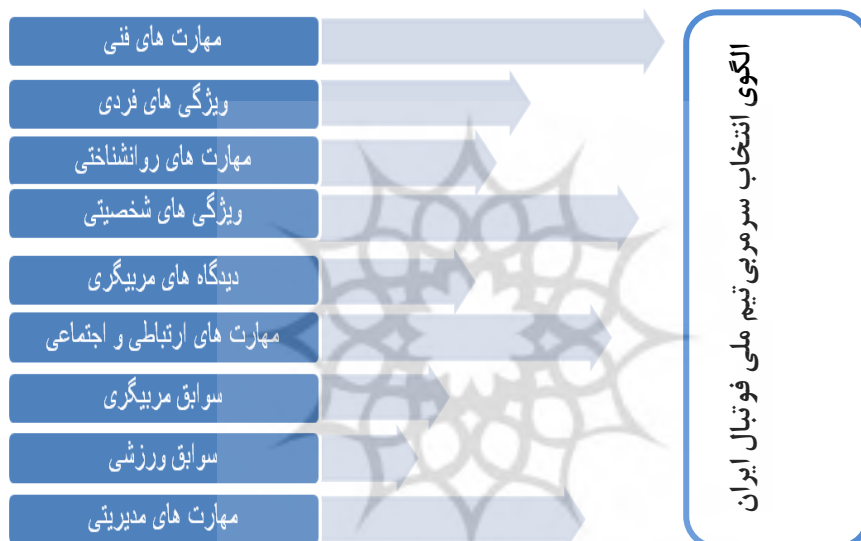 مهارت های فنی
ویژگی های فردی
مهارت های روانشناختی
ویژگی های شخصیتی
دیدگاه های مربیگری
مهارت های ارتباطی و اجتماعی
سوابق مربیگری
سوابق ورزشی
مهارت های مدیریتی
الگوی انتخاب سرمربی تیم ملی فوتبال ایران